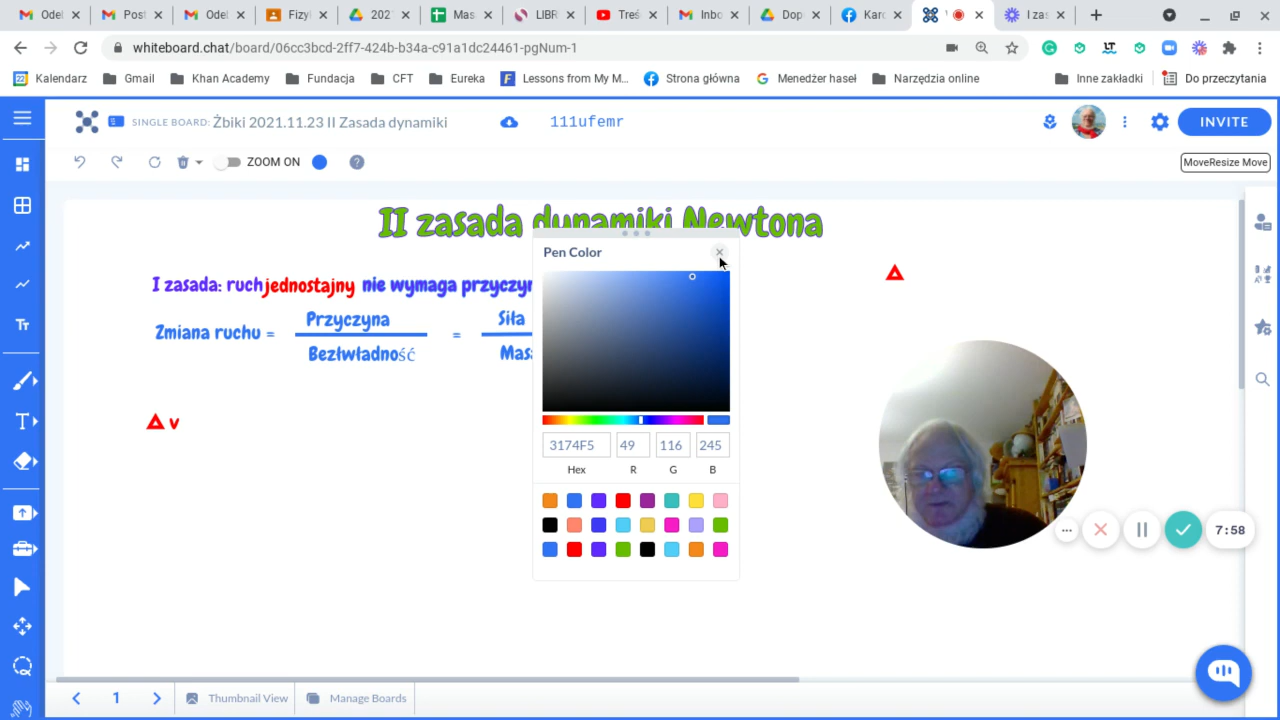 Odel
Post
Odel
Fizyk
202
Mas
LIBR
Treś
Inbo
Dop
Karo
I zas
whiteboard.chat/board/06cc3bcd-2ff7-424b-b34a-c91a1dc24461-pgNum-1
Kalendarz
Gmail
Khan Academy
Fundacja
CFT
Eureka
Lessons from My M...
Strona główna
Menedżer haseł
Narzędzia online
Inne zakładki
Do przeczytania
SINGLE BOARD: Żbiki 2021.11.23 II Zasada dynamiki
111ufemr
INVITE
ZOOM ON
MoveResize Move
II zasada dynamiki Newtona
Pen Color
I zasada: ruch jednostajny nie wymaga przyczyn
Zmiana ruchu = Przyczyna = Siła
Bezłwładność Masa
Δ
Δ v
3174F5 49 116 245
Hex R G B
7:58
1
Thumbnail View
Manage Boards